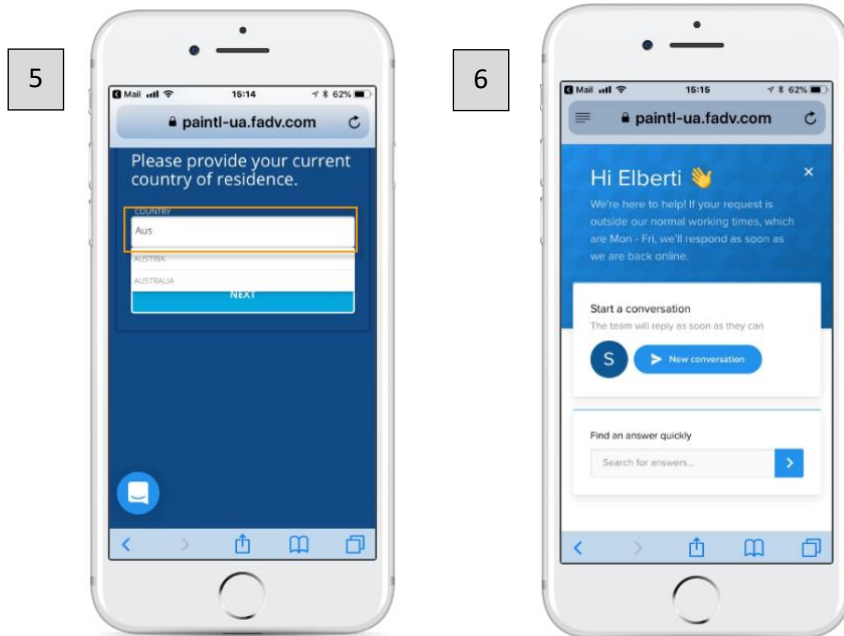 5
Mail 15:14 62%
paintl-ua.fadv.com
Please provide your current
country of residence.
COUNTRY
Aus
AUSTRIA
AUSTRALIA
NEXT
6
Mail 15:15 62%
paintl-ua.fadv.com
Hi Elberti 👋
We're here to help! If your request is
outside our normal working times, which
are Mon - Fri, we'll respond as soon as
we are back online.
Start a conversation
The team will reply as soon as they can
S
New conversation
Find an answer quickly
Search for answers...